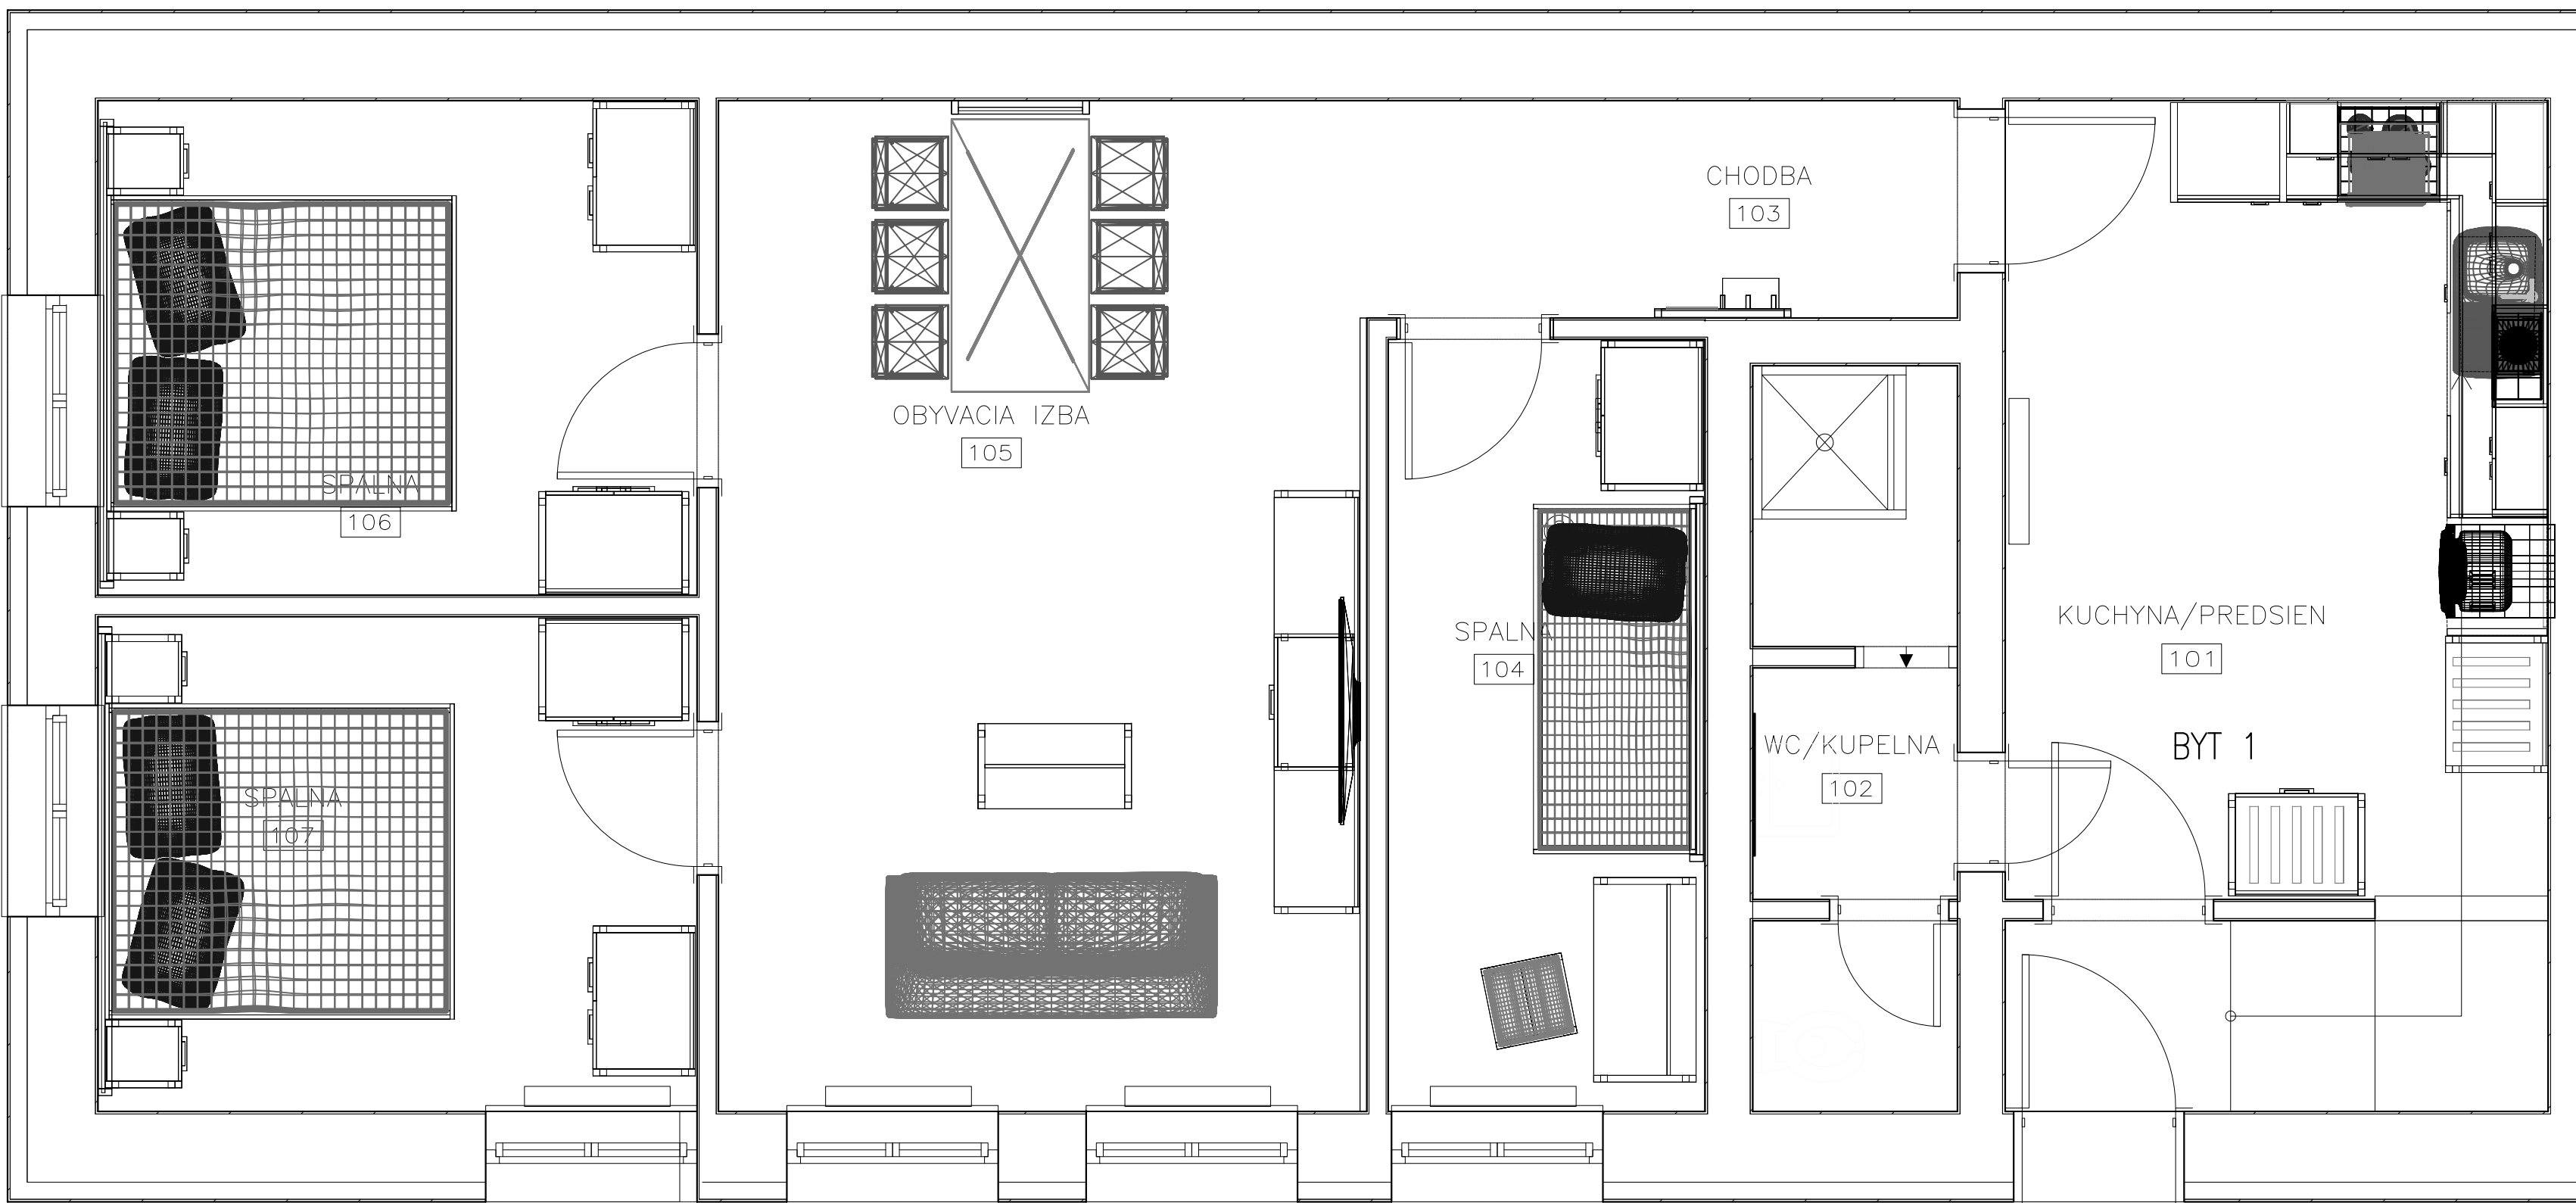 CHODBA
103
OBYVACIA IZBA
105
SPALNA
106
SPALNA
104
KUCHYNA/PREDSIEN
101
BYT 1
WC/KUPELNA
102
SPALNA
107